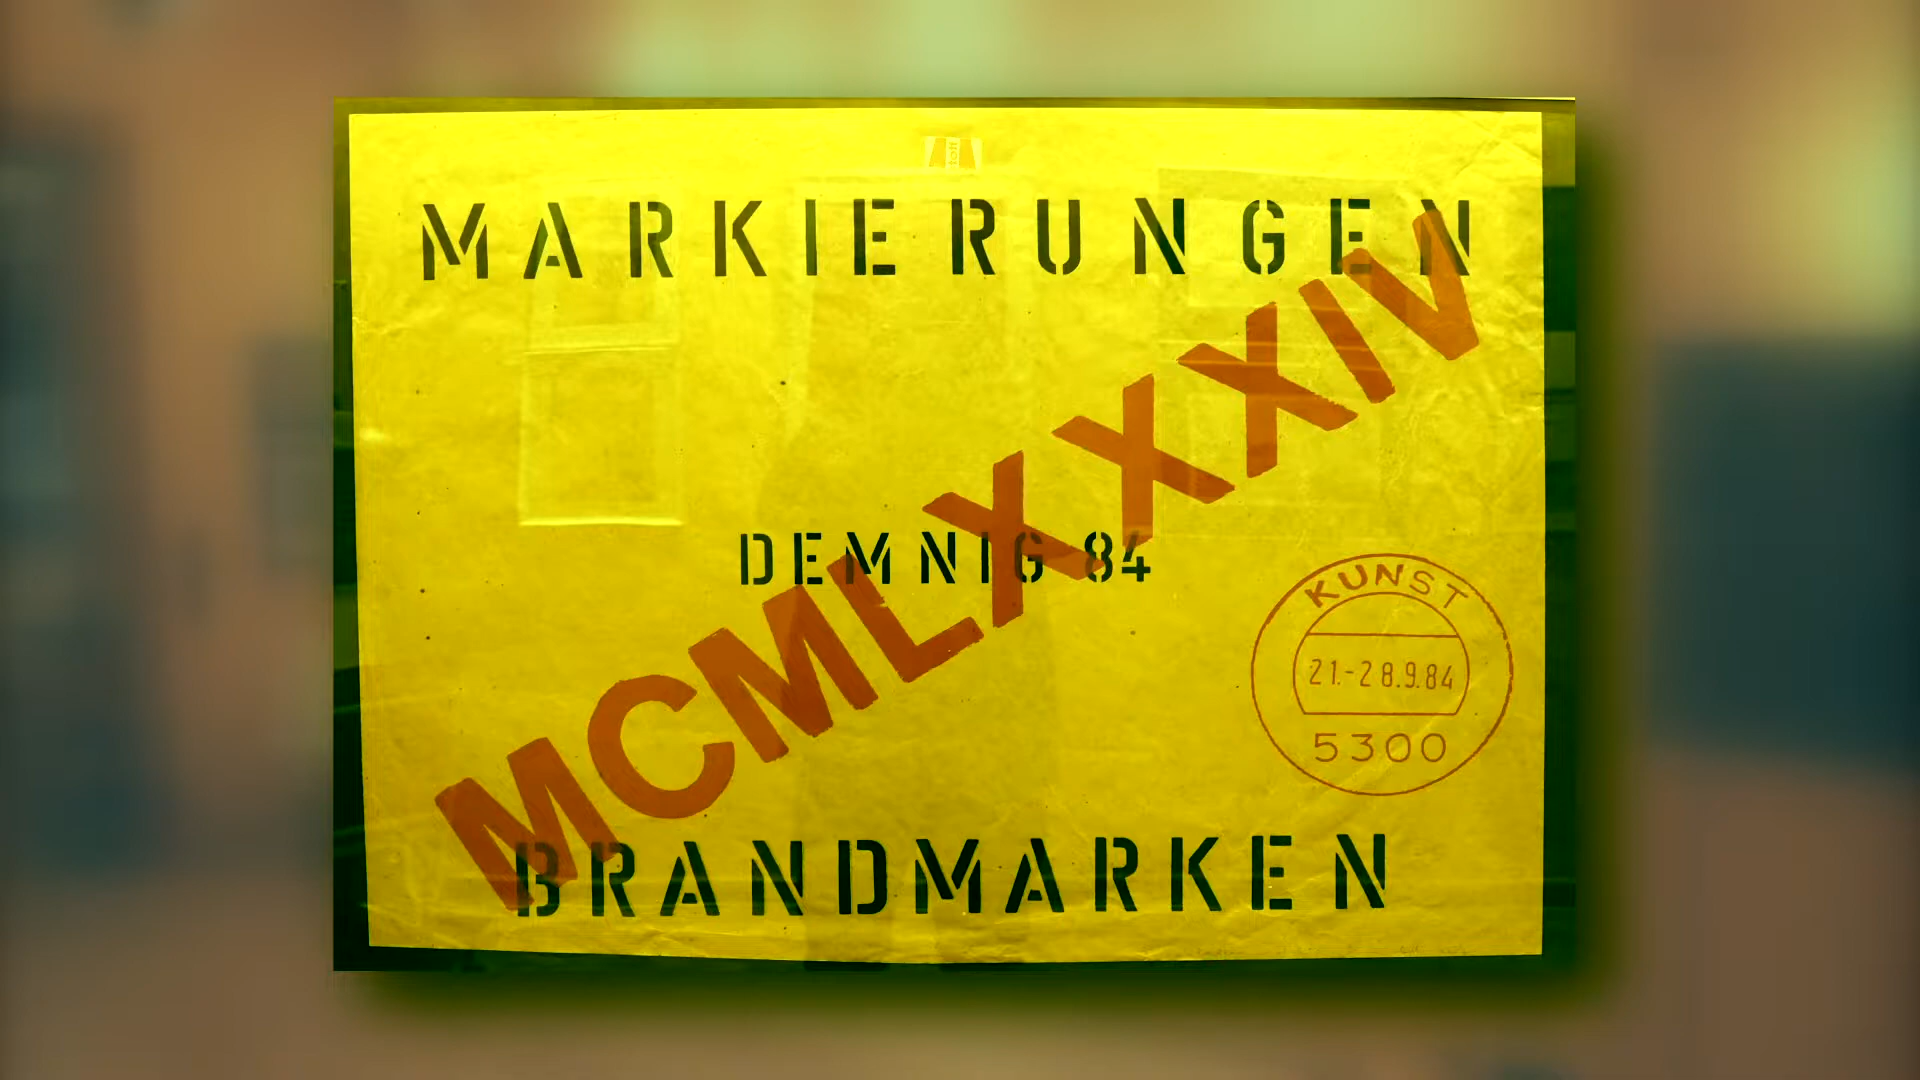 MARKIERUNGEN
MCMLXXXIV
DEMNIG 84
KUNST
21.-28.9.84
5300
BRANDMARKEN